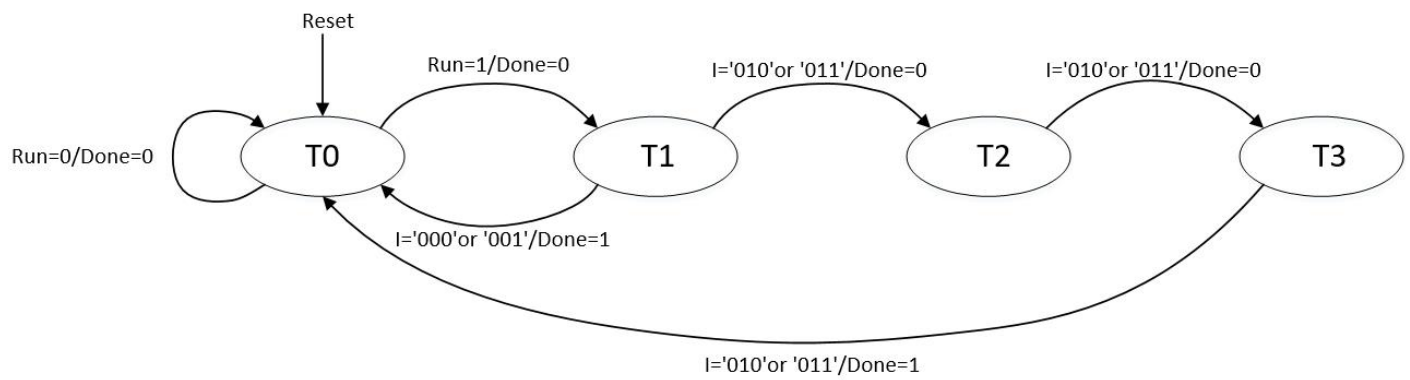 Reset
Run=1/Done=0
I='010'or '011'/Done=0
I='010'or '011'/Done=0
Run=0/Done=0
T0
T1
T2
T3
I='000'or '001'/Done=1
I='010'or '011'/Done=1